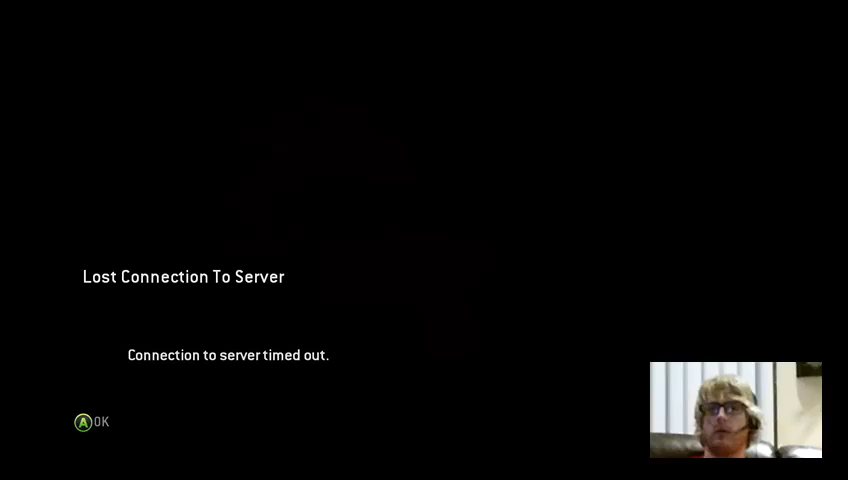 Lost Connection To Server
Connection to server timed out.
A OK